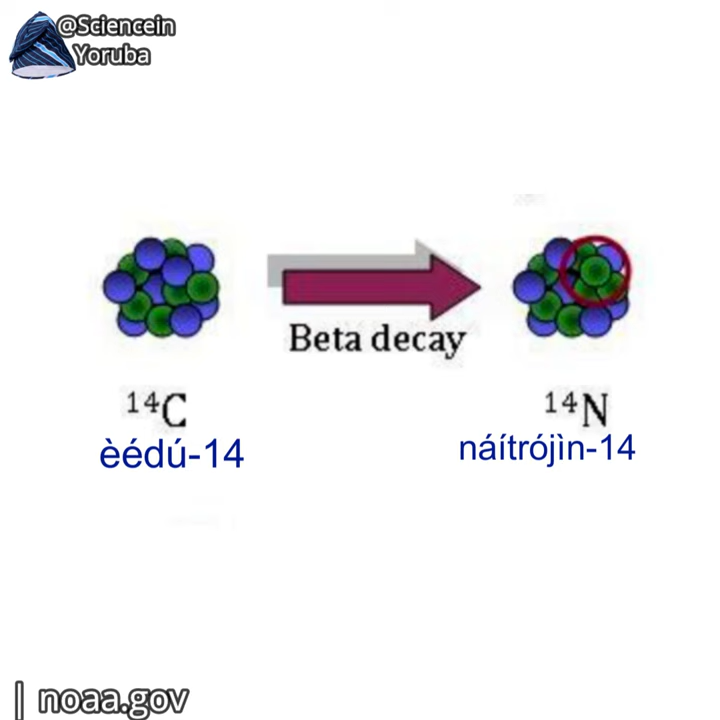 @Sciencein
Yoruba
Beta decay
¹⁴C
¹⁴N
èédú-14
náítrójìn-14
| noaa.gov